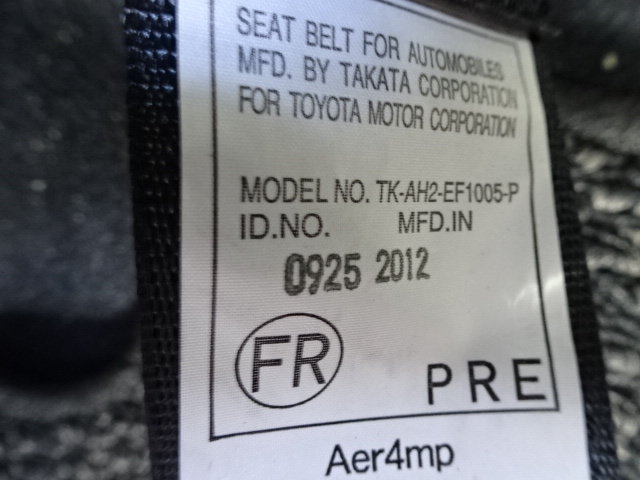 SEAT BELT FOR AUTOMOBILES
MFD. BY TAKATA CORPORATION
FOR TOYOTA MOTOR CORPORATION
MODEL NO. TK-AH2-EF1005-P
ID.NO. MFD.IN
0925 2012
FR
PRE
Aer4mp